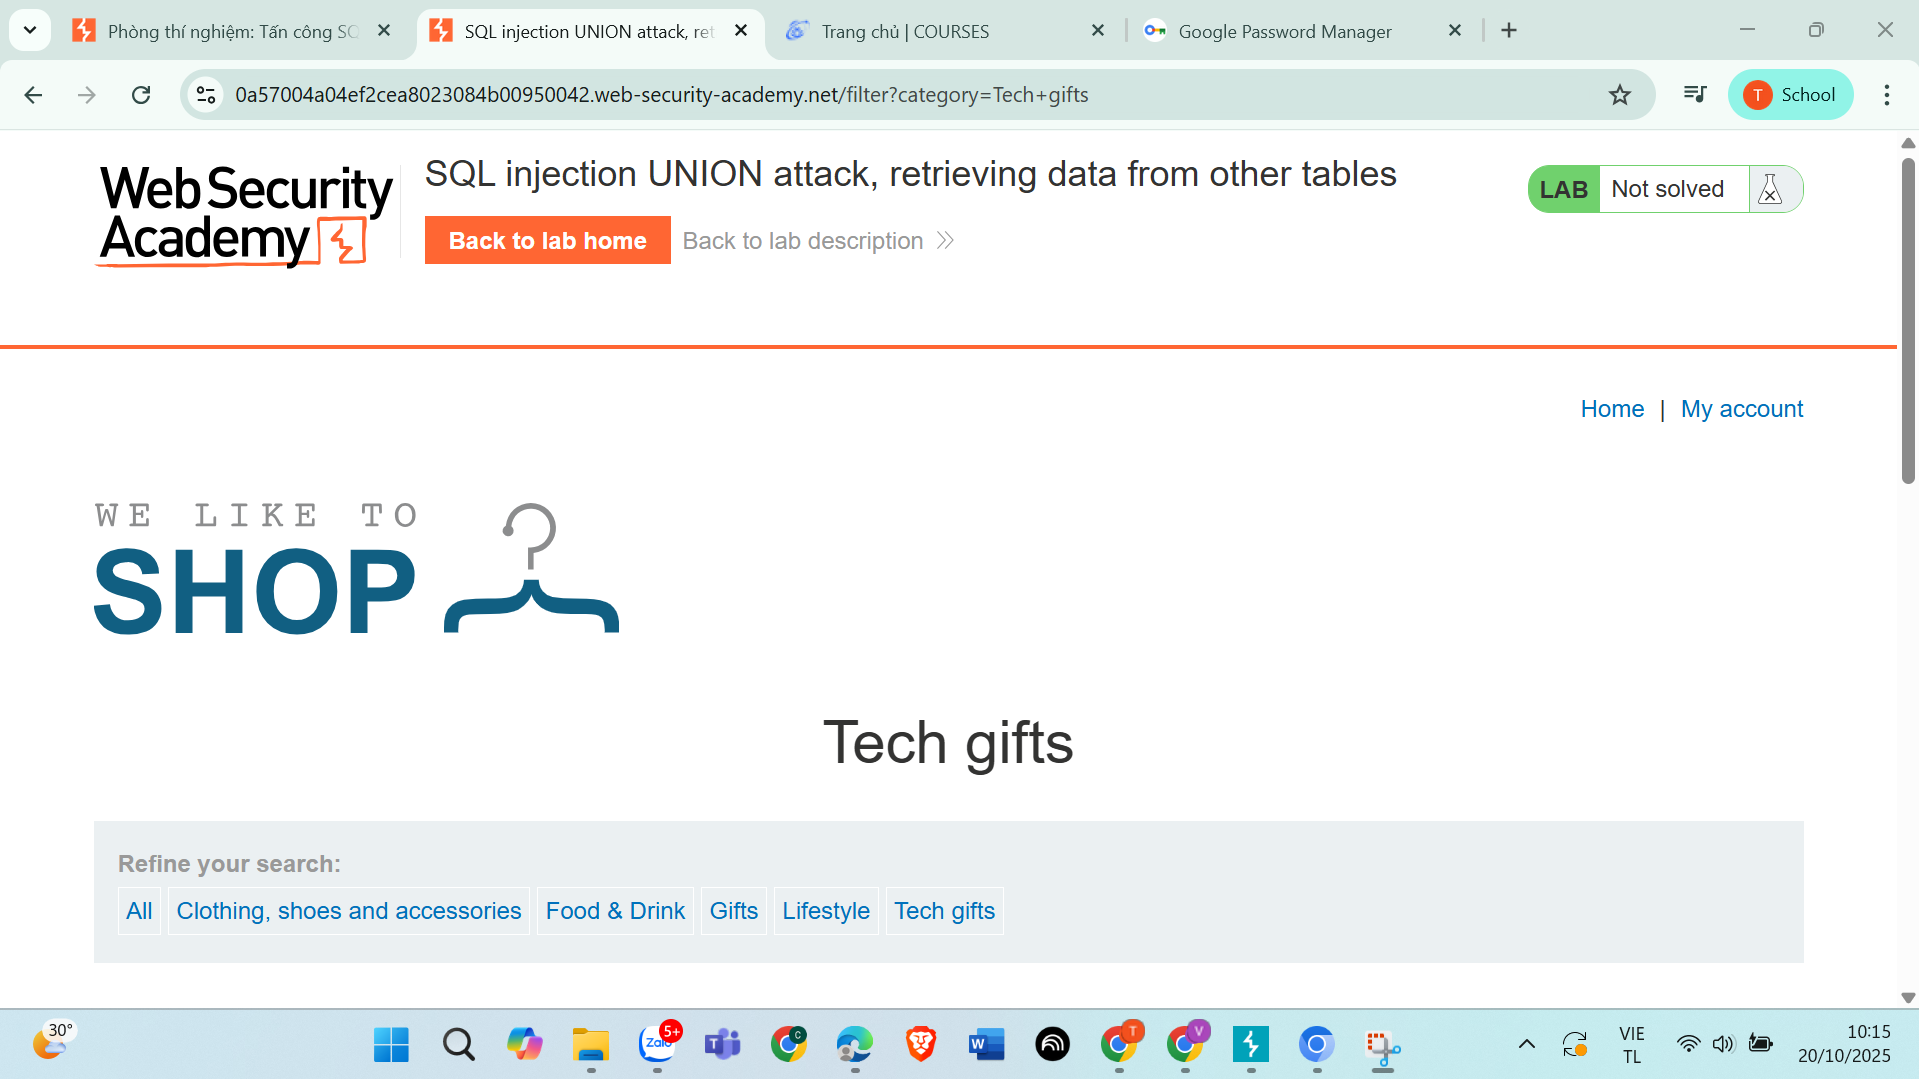 Phòng thí nghiệm: Tấn công SQ
SQL injection UNION attack, ret
Trang chủ | COURSES
Google Password Manager
0a57004a04ef2cea8023084b00950042.web-security-academy.net/filter?category=Tech+gifts
T
School
Web Security
Academy
SQL injection UNION attack, retrieving data from other tables
Back to lab home
Back to lab description
LAB
Not solved
Home | My account
WE LIKE TO
SHOP
Tech gifts
Refine your search:
All
Clothing, shoes and accessories
Food & Drink
Gifts
Lifestyle
Tech gifts
30°
Zalo
5+
T
C
W
T
V
VIE
TL
10:15
20/10/2025